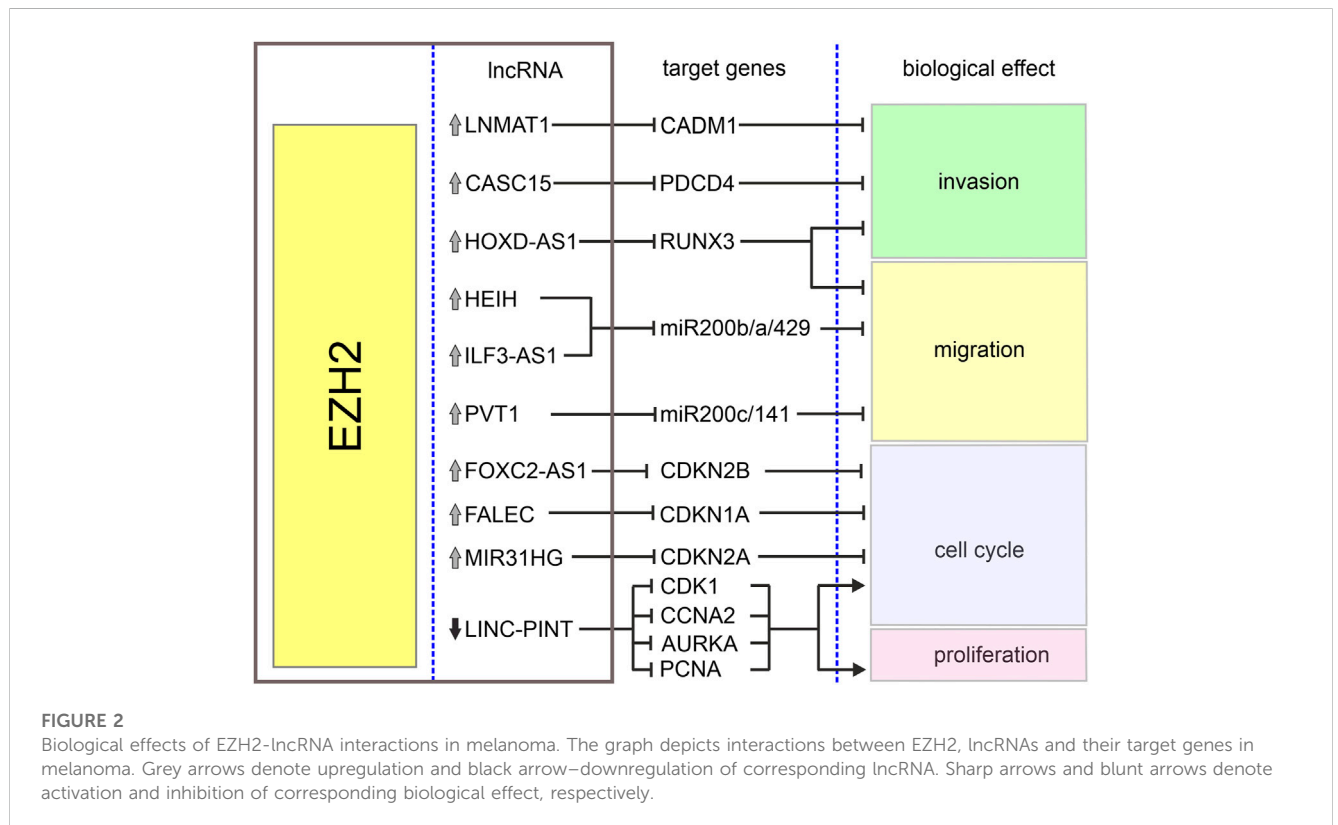 lncRNA target genes biological effect
EZH2
LNMAT1 CADM1
CASC15 PDCD4
invasion
HOXD-AS1 RUNX3
HEIH
miR200b/a/429
ILF3-AS1
migration
PVT1 miR200c/141
FOXC2-AS1 CDKN2B
FALEC CDKN1A
MIR31HG CDKN2A
cell cycle
CDK1
CCNA2
LINC-PINT
AURKA
PCNA
proliferation
FIGURE 2
Biological effects of EZH2-lncRNA interactions in melanoma. The graph depicts interactions between EZH2, lncRNAs and their target genes in
melanoma. Grey arrows denote upregulation and black arrow–downregulation of corresponding lncRNA. Sharp arrows and blunt arrows denote
activation and inhibition of corresponding biological effect, respectively.